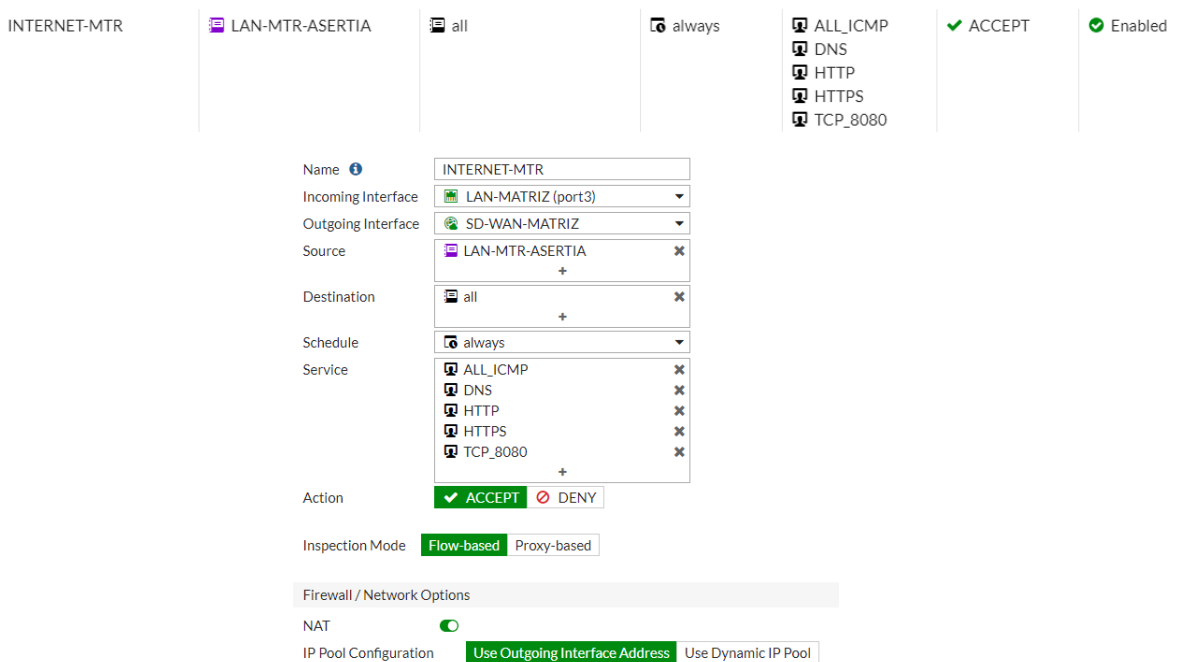 INTERNET-MTR LAN-MTR-ASERTIA all always ALL_ICMP ACCEPT Enabled
DNS
HTTP
HTTPS
TCP_8080
Name INTERNET-MTR
Incoming Interface LAN-MATRIZ (port3)
Outgoing Interface SD-WAN-MATRIZ
Source LAN-MTR-ASERTIA
+
Destination all
+
Schedule always
Service ALL_ICMP
DNS
HTTP
HTTPS
TCP_8080
+
Action ACCEPT DENY
Inspection Mode Flow-based Proxy-based
Firewall / Network Options
NAT
IP Pool Configuration Use Outgoing Interface Address Use Dynamic IP Pool